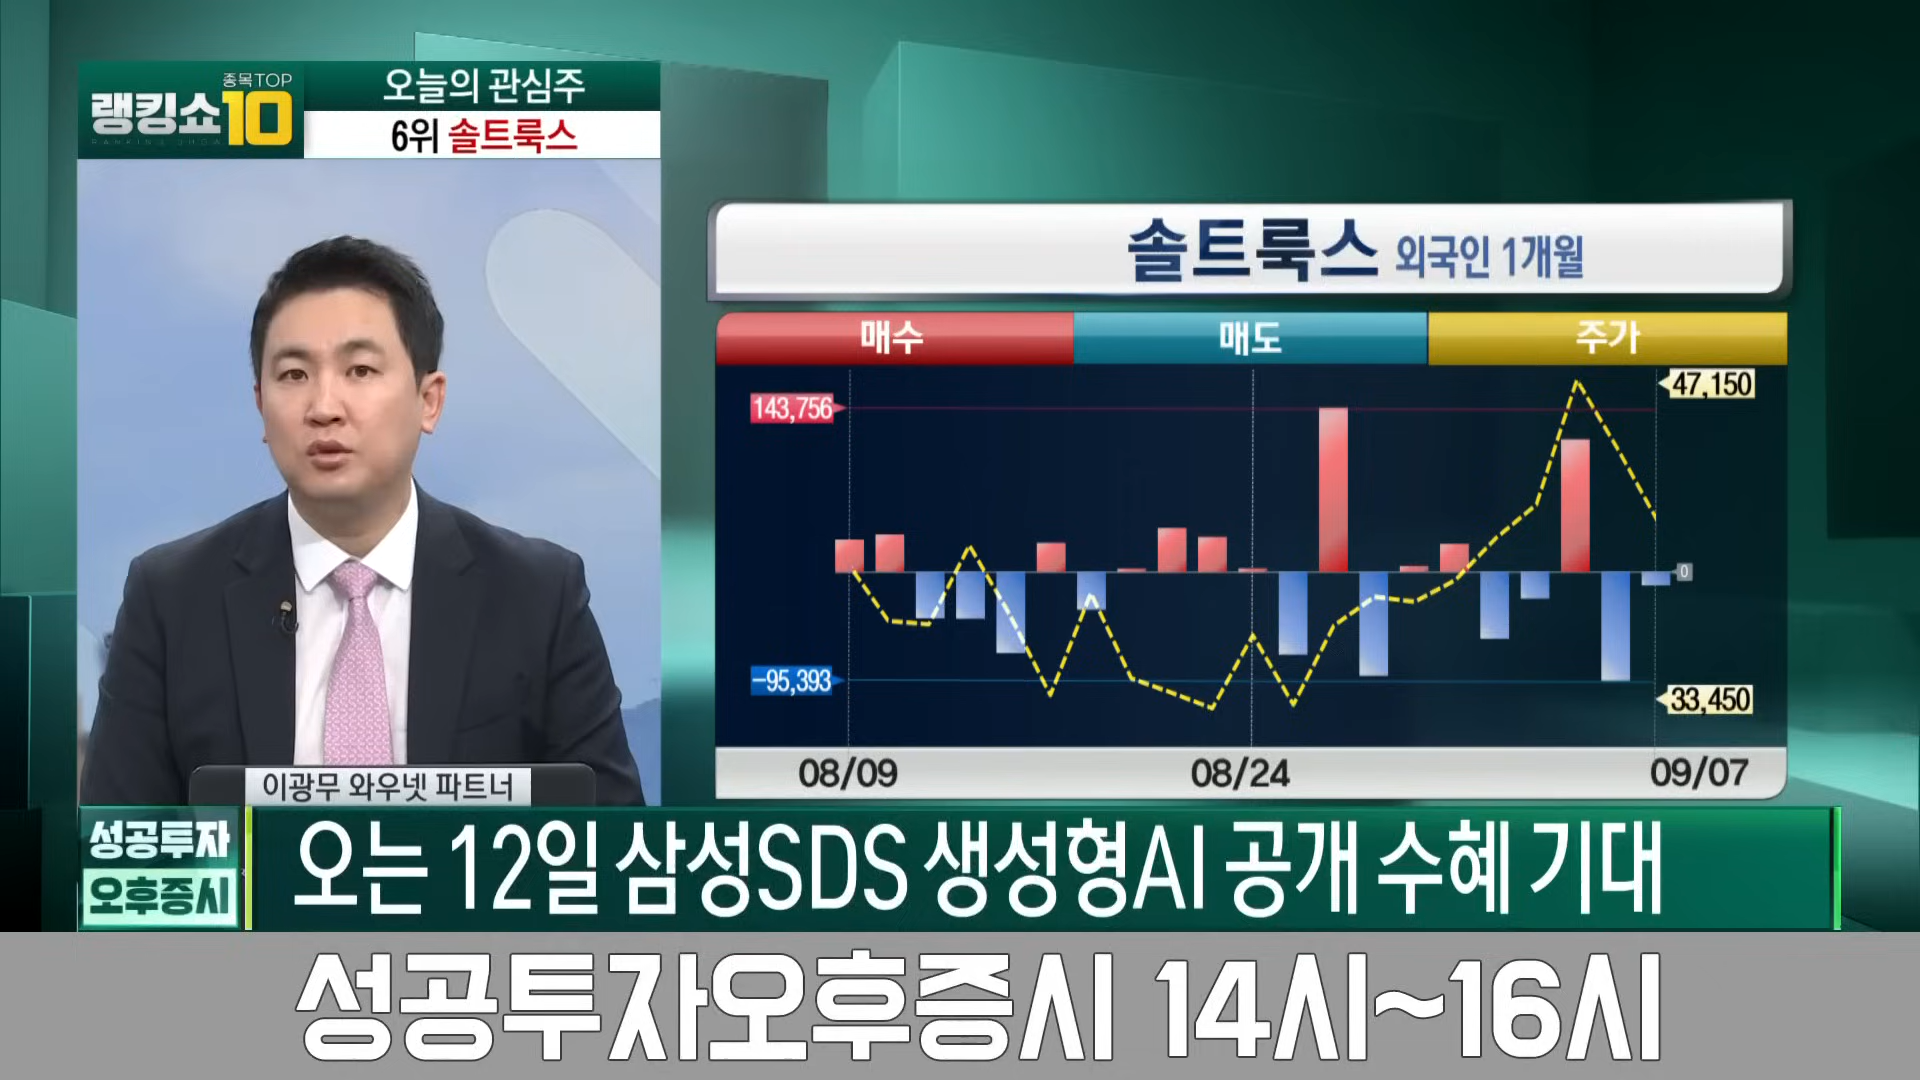 종목TOP
랭킹쇼10
RANKING SHOW
오늘의 관심주
6위 솔트룩스
솔트룩스 외국인 1개월
매수 매도 주가
143,756
47,150
0
-95,393
33,450
08/09 08/24 09/07
이광무 와우넷 파트너
성공투자
오후증시
오는 12일 삼성SDS 생성형AI 공개 수혜 기대
성공투자오후증시 14시~16시